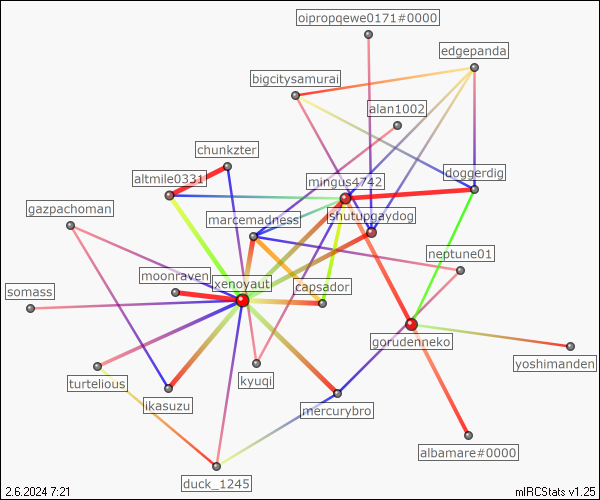 oipropqewe0171#0000
edgepanda
bigcitysamurai
alan1002
chunkzter
altmile0331
mingus4742
doggerdig
gazpachoman
marcemadness
shutupgaydog
neptune01
moonraven
xenoyaut
capsador
somass
gorudenneko
yoshimanden
turtelious
kyuqi
ikasuzu
mercurybro
albamare#0000
duck_1245
2.6.2024 7:21
mIRCStats v1.25